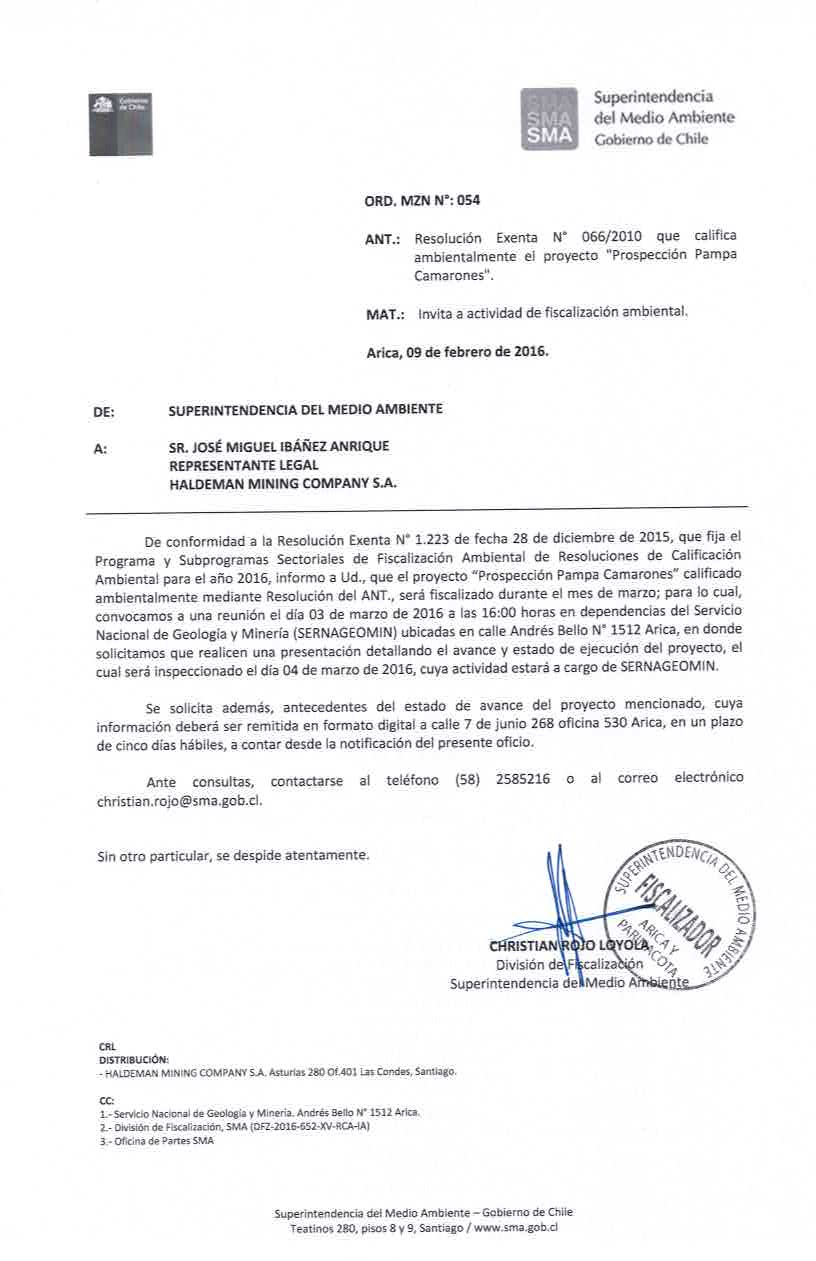 Gobierno
de Chile
SMA
SMA
SMA
Superintendencia
del Medio Ambiente
Gobierno de Chile
ORD. MZN N°: 054
ANT.: Resolución Exenta N° 066/2010 que califica
ambientalmente el proyecto "Prospección Pampa
Camarones".
MAT.: Invita a actividad de fiscalización ambiental.
Arica, 09 de febrero de 2016.
DE: SUPERINTENDENCIA DEL MEDIO AMBIENTE
A: SR. JOSÉ MIGUEL IBÁÑEZ ANRIQUE
REPRESENTANTE LEGAL
HALDEMAN MINING COMPANY S.A.
De conformidad a la Resolución Exenta N° 1.223 de fecha 28 de diciembre de 2015, que fija el
Programa y Subprogramas Sectoriales de Fiscalización Ambiental de Resoluciones de Calificación
Ambiental para el año 2016, informo a Ud., que el proyecto "Prospección Pampa Camarones" calificado
ambientalmente mediante Resolución del ANT., será fiscalizado durante el mes de marzo; para lo cual,
convocamos a una reunión el día 03 de marzo de 2016 a las 16:00 horas en dependencias del Servicio
Nacional de Geología y Minería (SERNAGEOMIN) ubicadas en calle Andrés Bello N° 1512 Arica, en donde
solicitamos que realicen una presentación detallando el avance y estado de ejecución del proyecto, el
cual será inspeccionado el día 04 de marzo de 2016, cuya actividad estará a cargo de SERNAGEOMIN.
Se solicita además, antecedentes del estado de avance del proyecto mencionado, cuya
información deberá ser remitida en formato digital a calle 7 de junio 268 oficina 530 Arica, en un plazo
de cinco días hábiles, a contar desde la notificación del presente oficio.
Ante consultas, contactarse al teléfono (58) 2585216 o al correo electrónico
christian.rojo@sma.gob.cl.
Sin otro particular, se despide atentamente.
SUPERINTENDENCIA DEL MEDIO AMBIENTE
FISCALIZADOR
ARICA Y
PARINACOTA
CHRISTIAN ROJO LOYOLA
División de Fiscalización
Superintendencia del Medio Ambiente
CRL
DISTRIBUCIÓN:
- HALDEMAN MINING COMPANY S.A. Asturias 280 Of.401 Las Condes, Santiago.
CC:
1.- Servicio Nacional de Geología y Minería. Andrés Bello N° 1512 Arica.
2.- División de Fiscalización, SMA (DFZ-2016-652-XV-RCA-IA)
3.- Oficina de Partes SMA
Superintendencia del Medio Ambiente – Gobierno de Chile
Teatinos 280, pisos 8 y 9, Santiago / www.sma.gob.cl